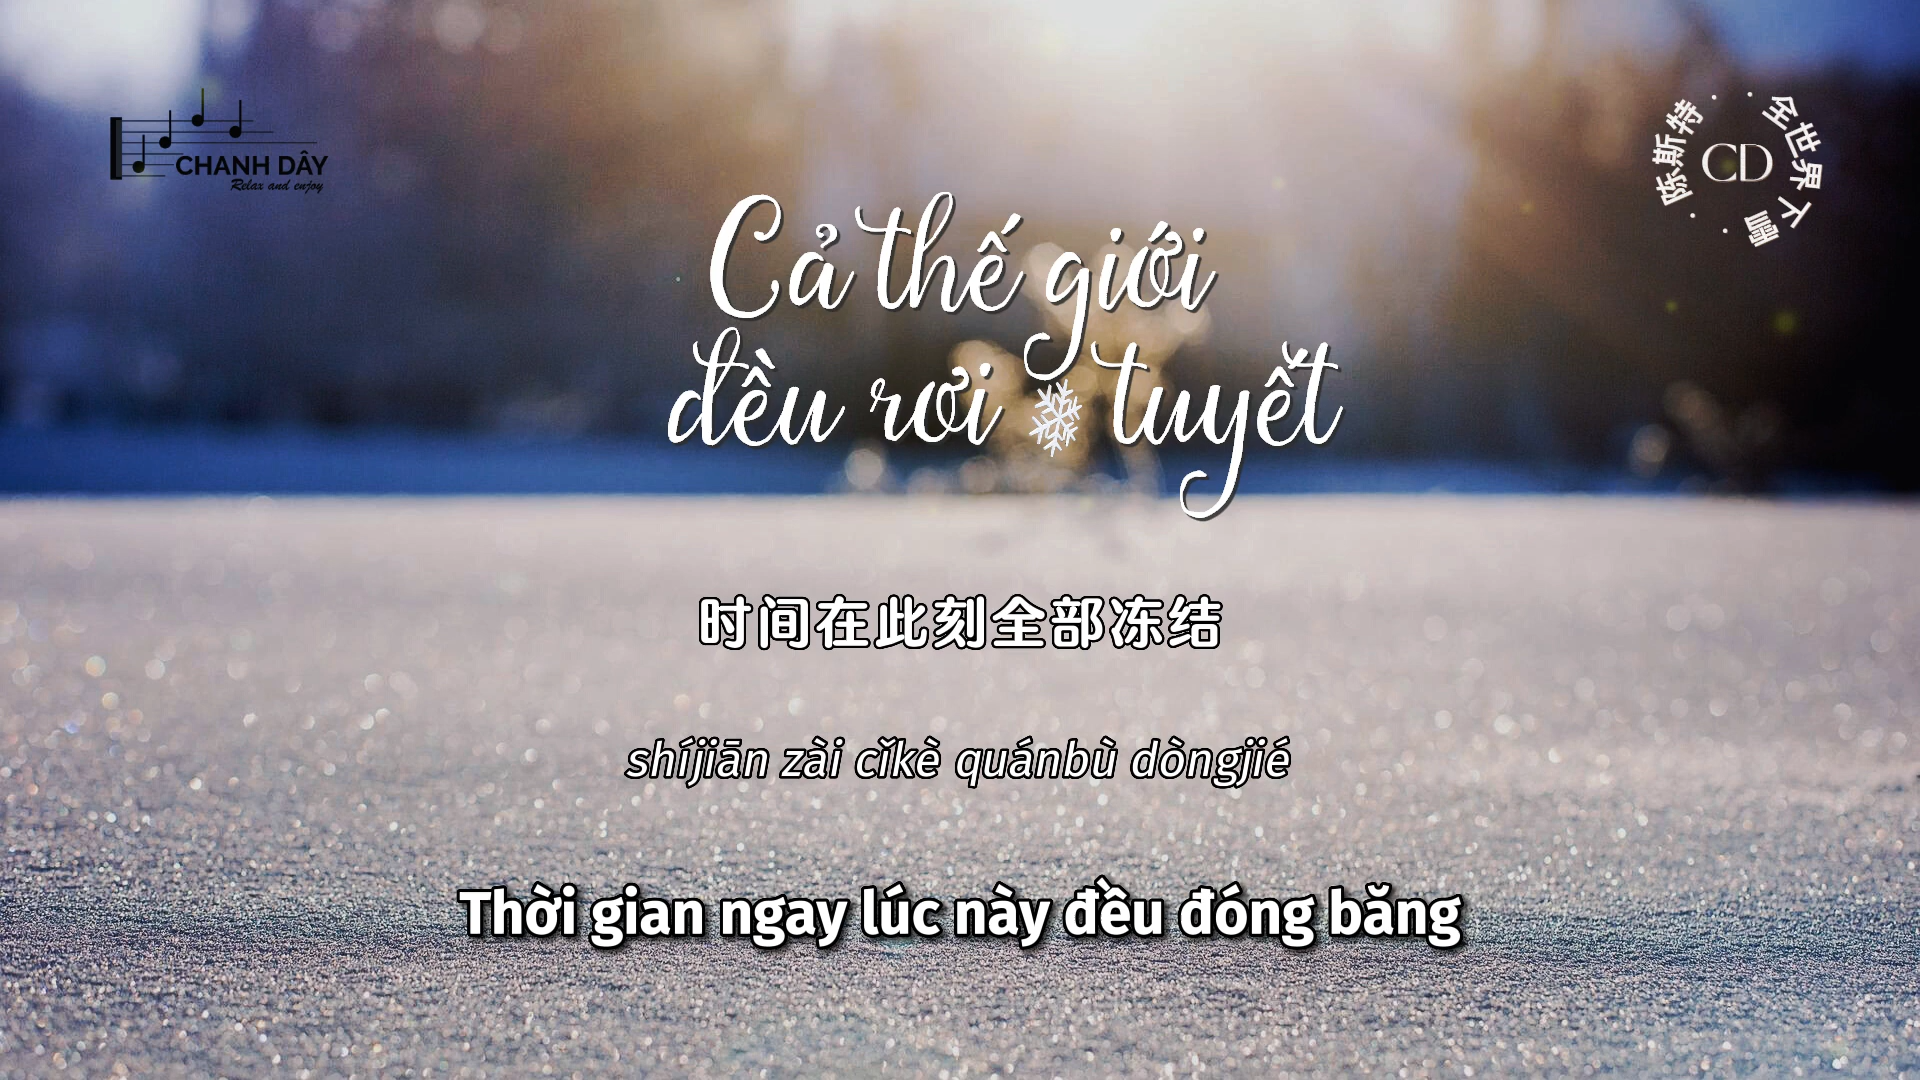 CHANH DÂY
Relax and enjoy
陈斯特
全世界下雪
CD
Cả thế giới
đều rơi tuyết
时间在此刻全部冻结
shíjiān zài cǐkè quánbù dòngjié
Thời gian ngay lúc này đều đóng băng